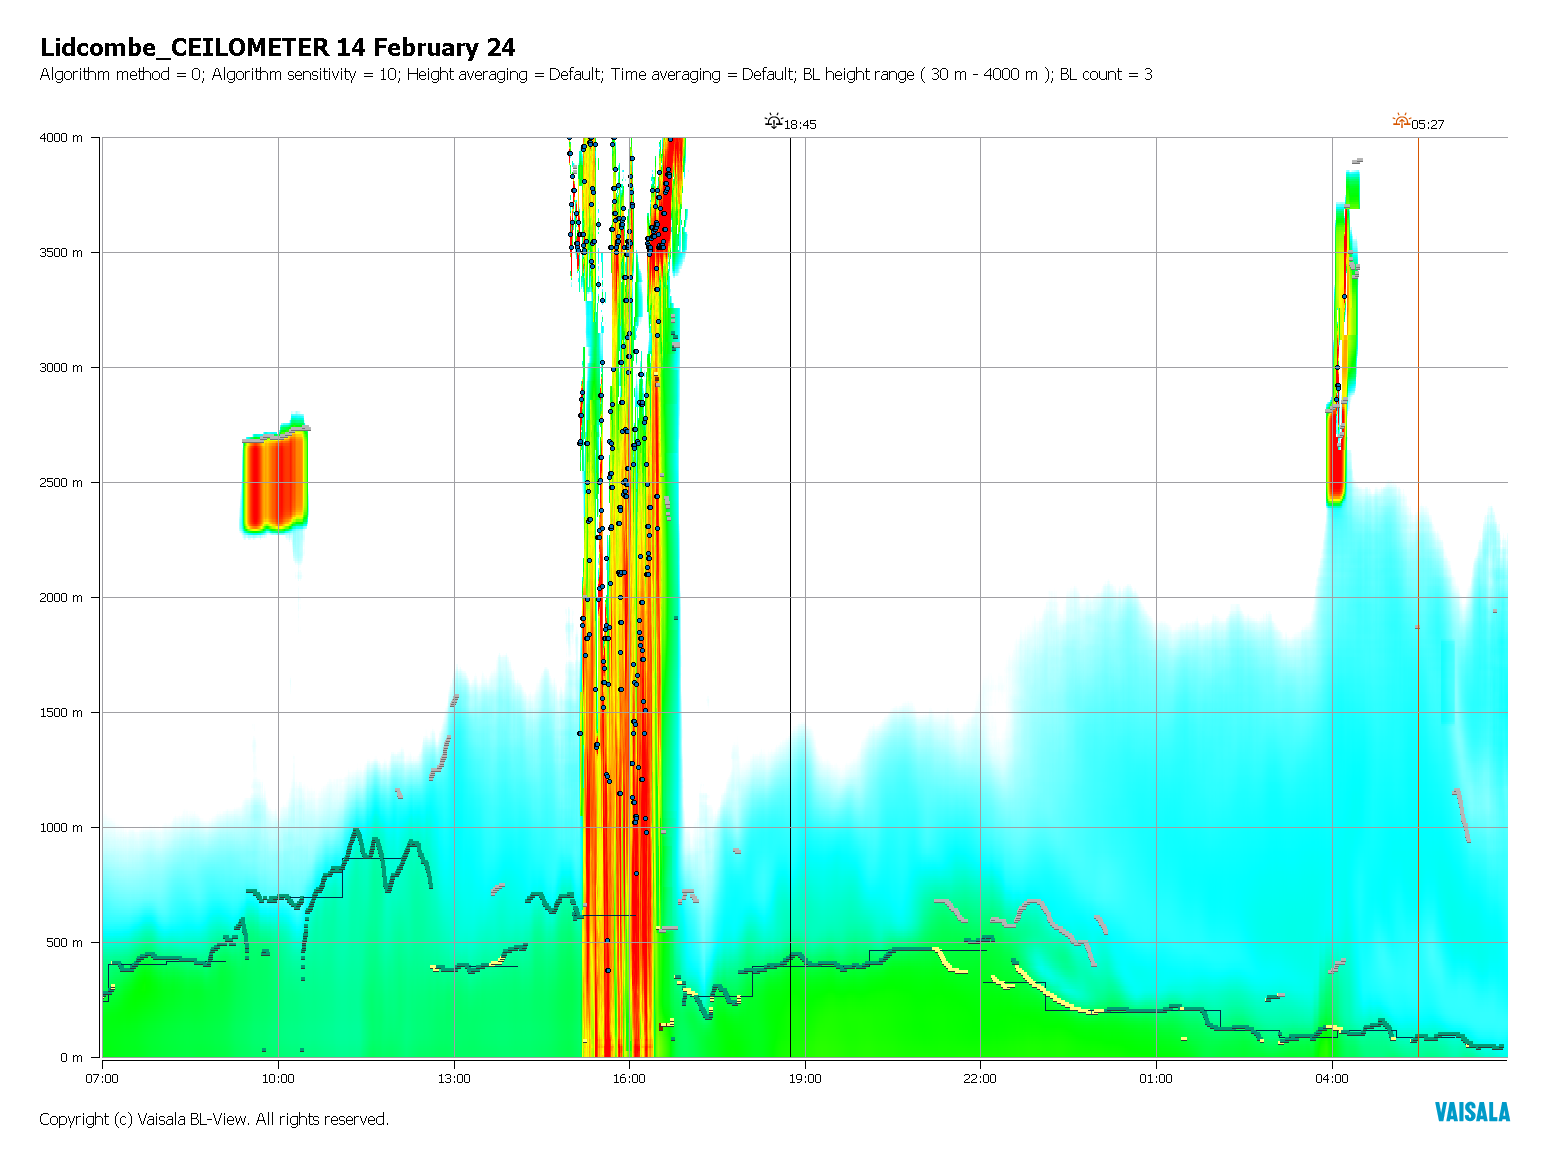 Lidcombe_CEILOMETER 14 February 24
Algorithm method = 0; Algorithm sensitivity = 10; Height averaging = Default; Time averaging = Default; BL height range ( 30 m - 4000 m ); BL count = 3
18:45
05:27
4000 m
3500 m
3000 m
2500 m
2000 m
1500 m
1000 m
500 m
0 m
07:00
10:00
13:00
16:00
19:00
22:00
01:00
04:00
Copyright (c) Vaisala BL-View. All rights reserved.
VAISALA